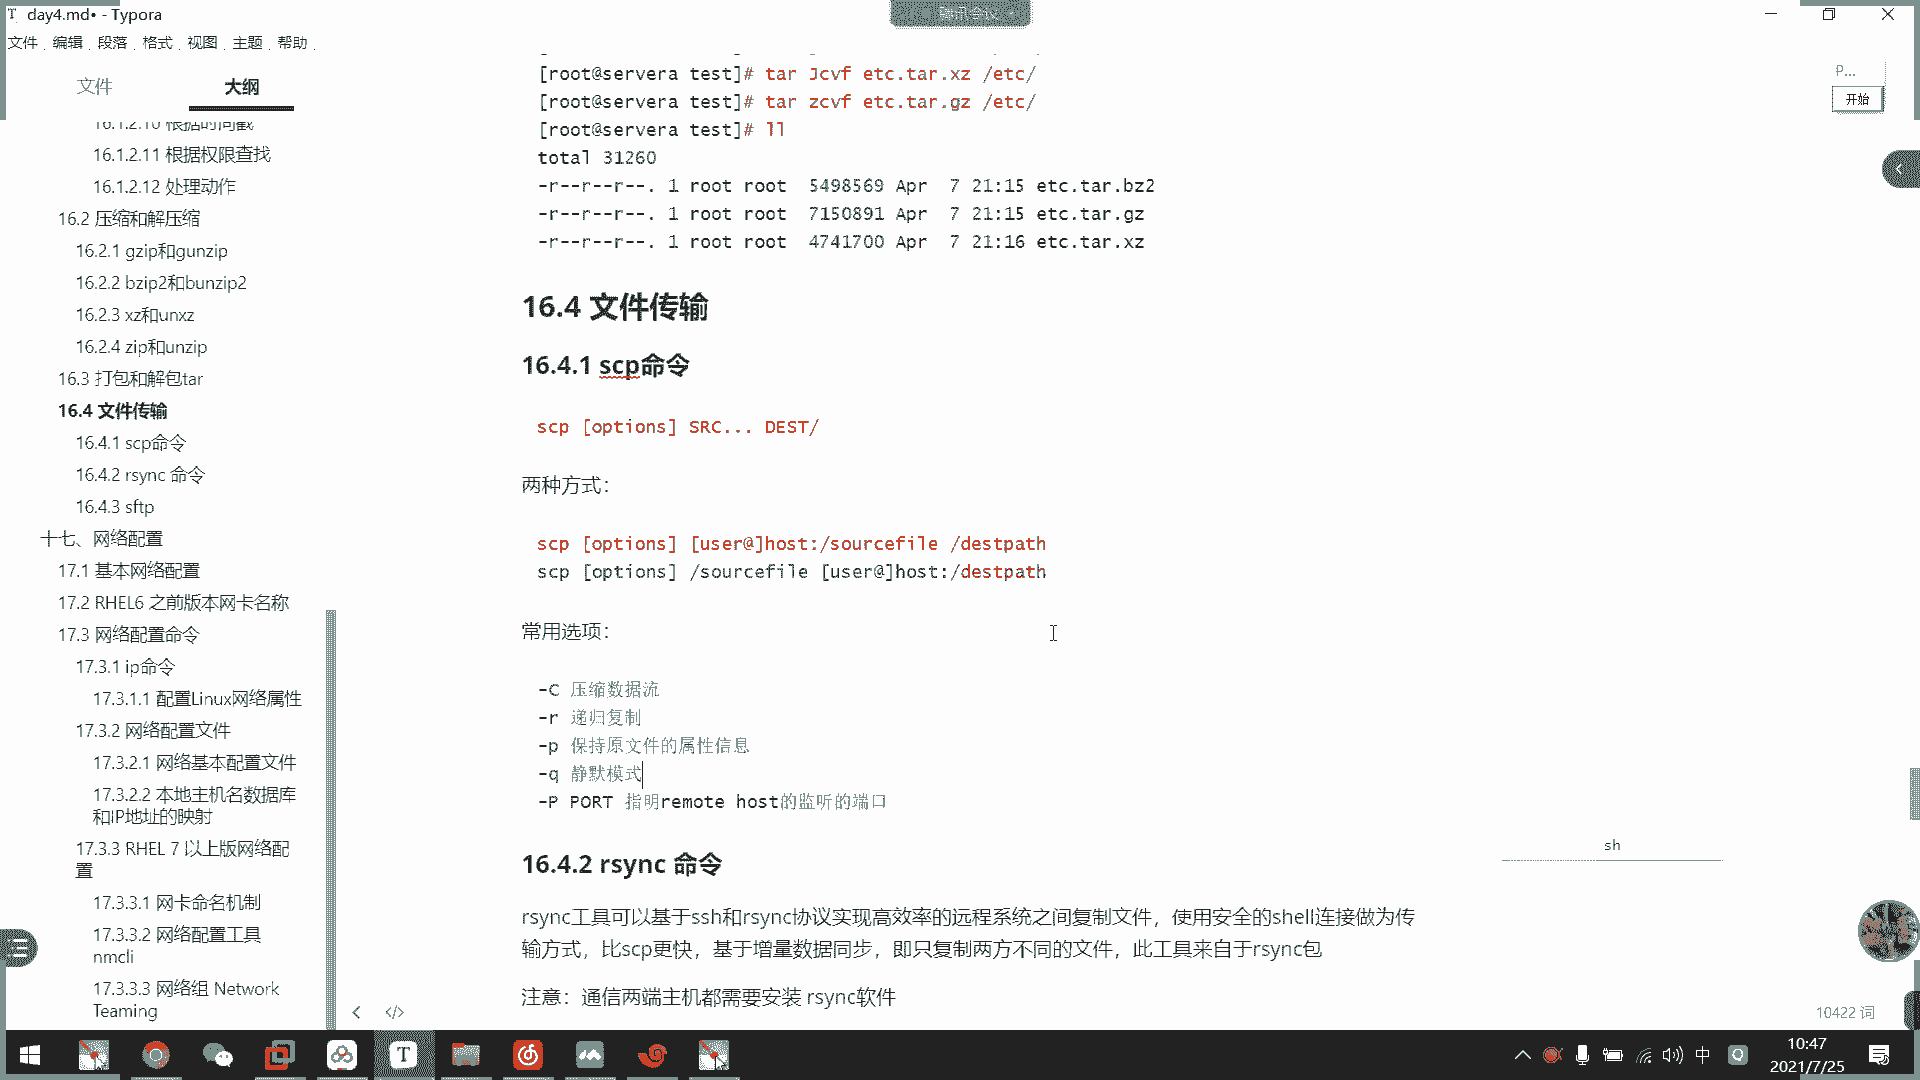 day4.md• - Typora
腾讯会议
文件 编辑 段落 格式 视图 主题 帮助
文件
大纲
16.1.2.10 根据时间戳
16.1.2.11 根据权限查找
16.1.2.12 处理动作
16.2 压缩和解压缩
16.2.1 gzip和gunzip
16.2.2 bzip2和bunzip2
16.2.3 xz和unxz
16.2.4 zip和unzip
16.3 打包和解包tar
16.4 文件传输
16.4.1 scp命令
16.4.2 rsync 命令
16.4.3 sftp
十七、网络配置
17.1 基本网络配置
17.2 RHEL6 之前版本网卡名称
17.3 网络配置命令
17.3.1 ip命令
17.3.1.1 配置Linux网络属性
17.3.2 网络配置文件
17.3.2.1 网络基本配置文件
17.3.2.2 本地主机名数据库
和IP地址的映射
17.3.3 RHEL 7 以上版网络配
置
17.3.3.1 网卡命名机制
17.3.3.2 网络配置工具
nmcli
17.3.3.3 网络组 Network
Teaming
[root@servera test]# tar Jcvf etc.tar.xz /etc/
[root@servera test]# tar zcvf etc.tar.gz /etc/
[root@servera test]# ll
total 31260
-r--r--r--. 1 root root  5498569 Apr  7 21:15 etc.tar.bz2
-r--r--r--. 1 root root  7150891 Apr  7 21:15 etc.tar.gz
-r--r--r--. 1 root root  4741700 Apr  7 21:16 etc.tar.xz
16.4 文件传输
16.4.1 scp命令
scp [options] SRC... DEST/
两种方式：
scp [options] [user@]host:/sourcefile /destpath
scp [options] /sourcefile [user@]host:/destpath
常用选项：
-C 压缩数据流
-r 递归复制
-p 保持原文件的属性信息
-q 静默模式
-P PORT 指明remote host的监听的端口
sh
16.4.2 rsync 命令
rsync工具可以基于ssh和rsync协议实现高效率的远程系统之间复制文件，使用安全的shell连接做为传
输方式，比scp更快，基于增量数据同步，即只复制两方不同的文件，此工具来自于rsync包
注意：通信两端主机都需要安装 rsync软件
P...
开始
10422 词
中
10:47
2021/7/25